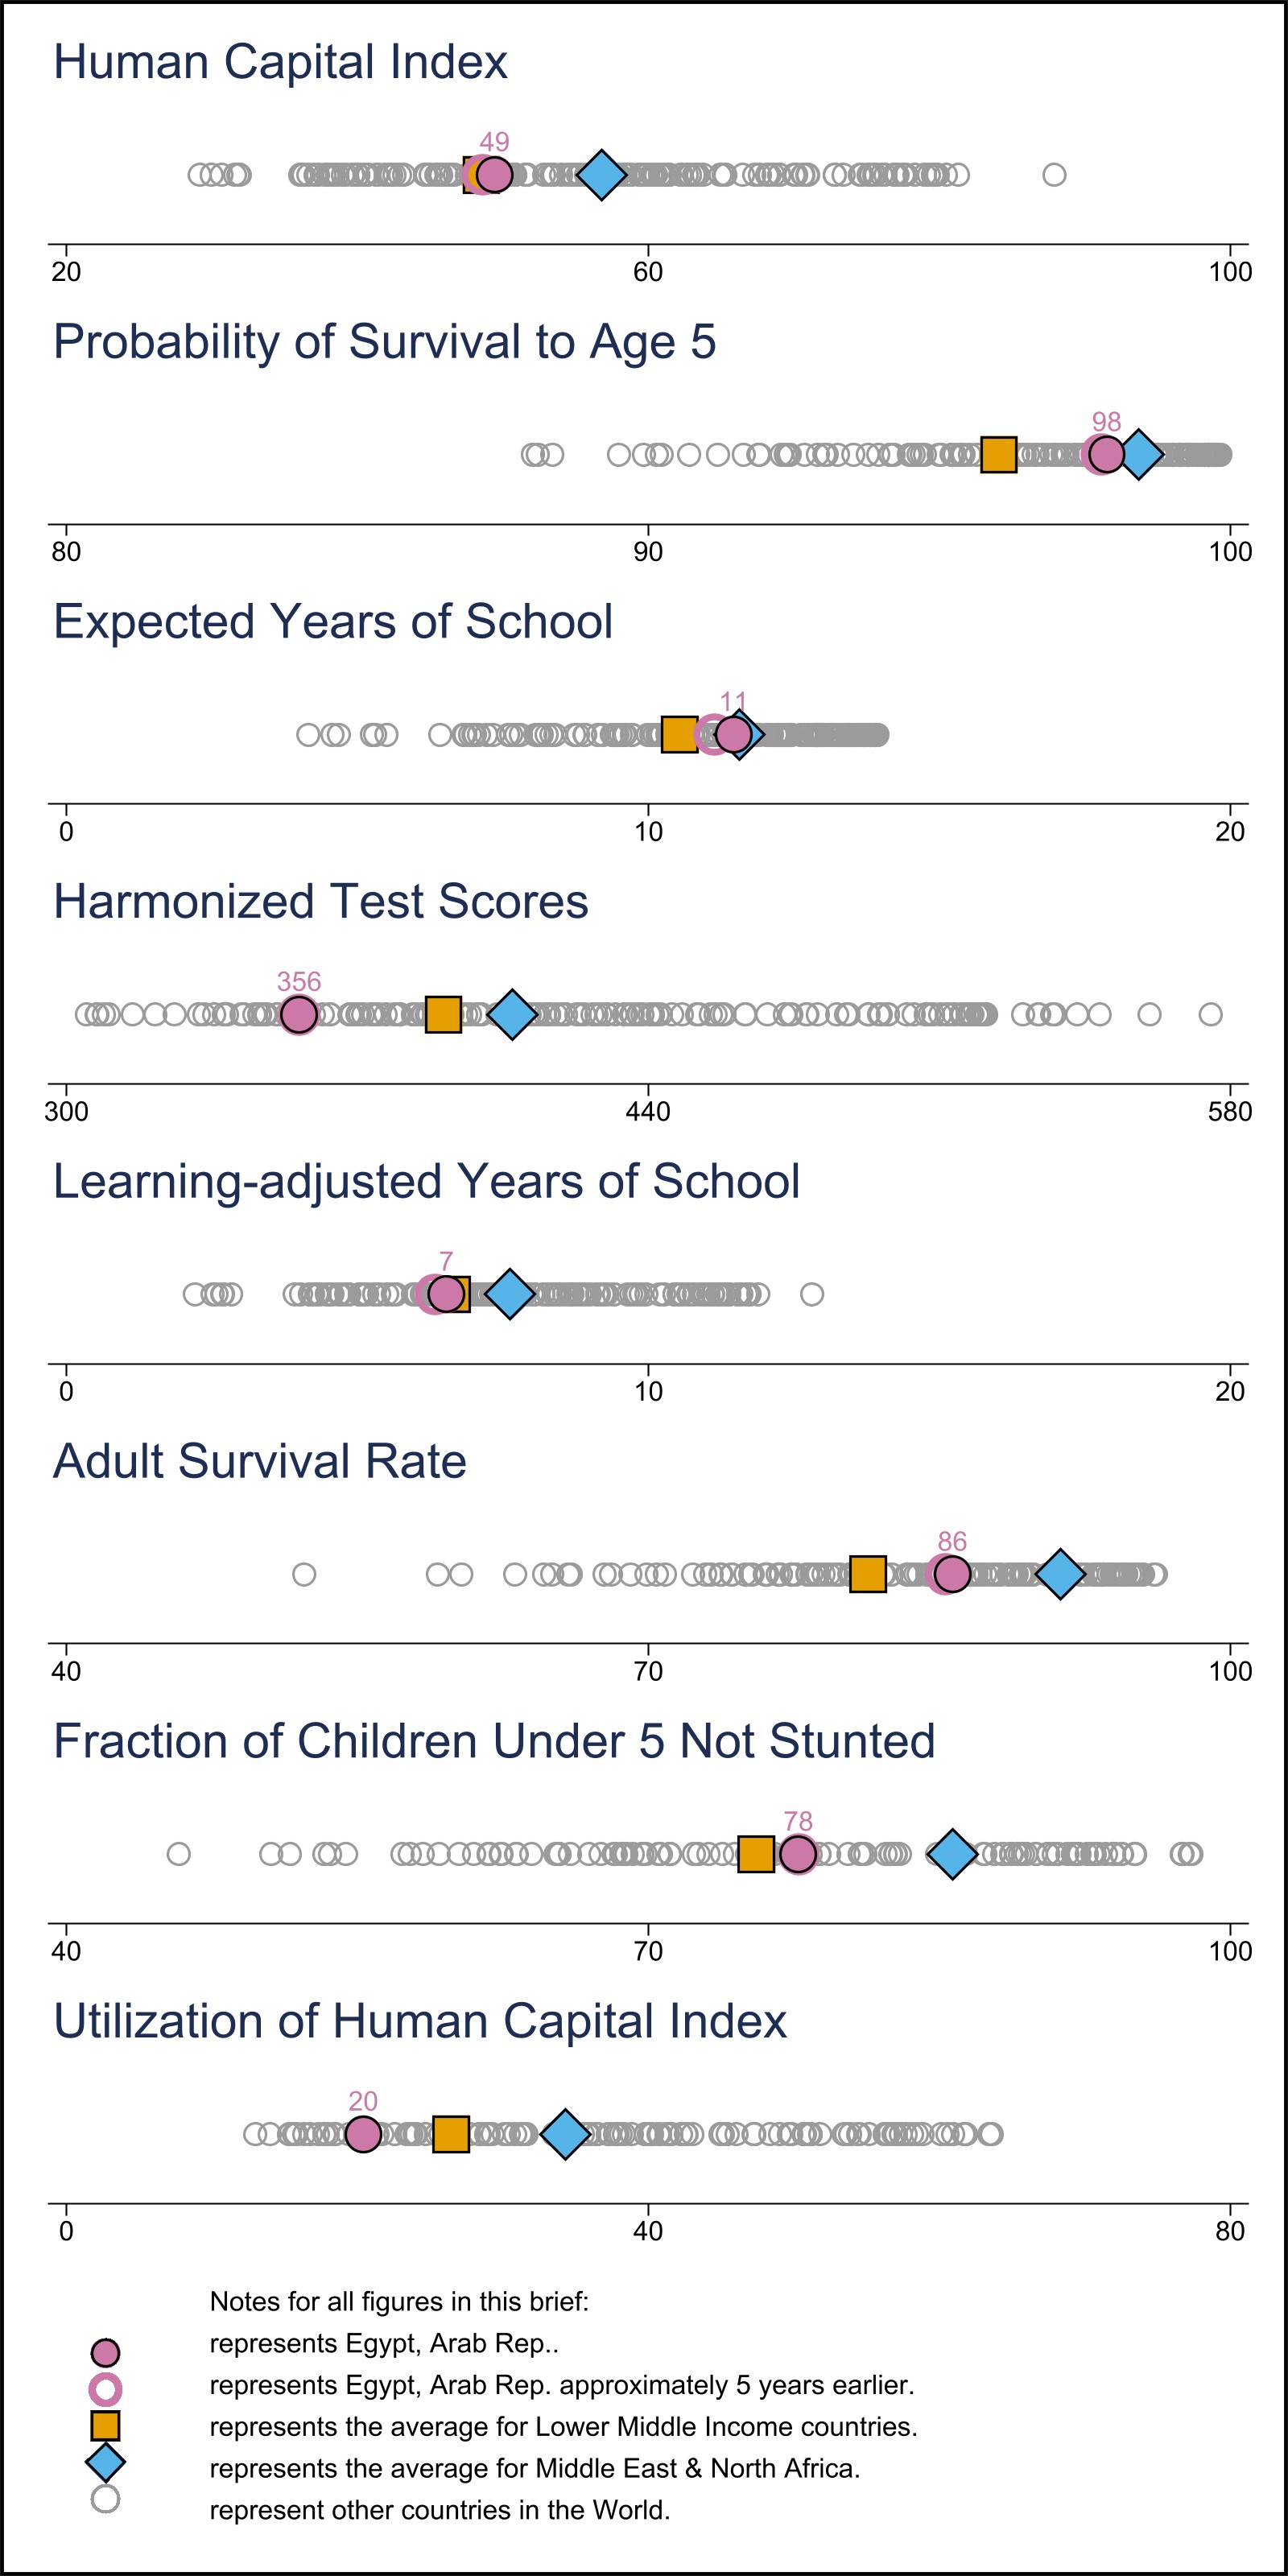 Human Capital Index
49
20 60 100
Probability of Survival to Age 5
98
80 90 100
Expected Years of School
11
0 10 20
Harmonized Test Scores
356
300 440 580
Learning-adjusted Years of School
7
0 10 20
Adult Survival Rate
86
40 70 100
Fraction of Children Under 5 Not Stunted
78
40 70 100
Utilization of Human Capital Index
20
0 40 80
Notes for all figures in this brief:
represents Egypt, Arab Rep..
represents Egypt, Arab Rep. approximately 5 years earlier.
represents the average for Lower Middle Income countries.
represents the average for Middle East & North Africa.
represent other countries in the World.